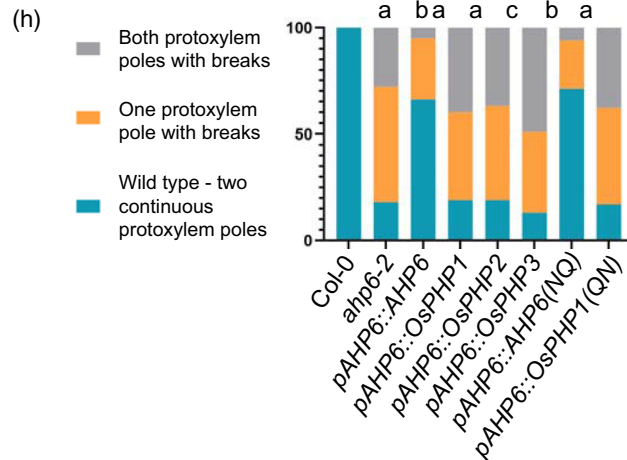 (h)
Both protoxylem
poles with breaks
One protoxylem
pole with breaks
Wild type - two
continuous
protoxylem poles
a b a a c b a
100
50
0
Col-0
ahp6-2
pAHP6::AHP6
pAHP6::OsPHP1
pAHP6::OsPHP2
pAHP6::OsPHP3
pAHP6::AHP6(NQ)
pAHP6::OsPHP1(QN)